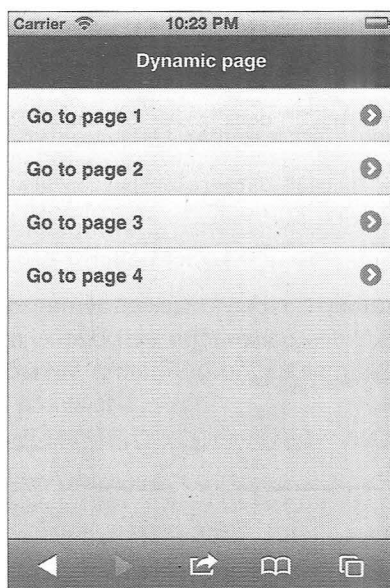 Carrier 10:23 PM
Dynamic page
Go to page 1
Go to page 2
Go to page 3
Go to page 4